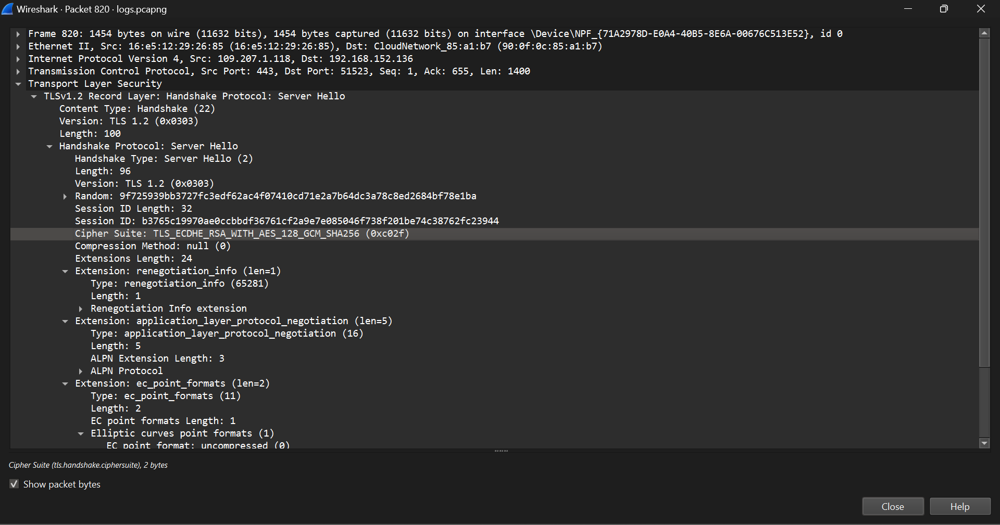 Wireshark · Packet 820 · logs.pcapng
Frame 820: 1454 bytes on wire (11632 bits), 1454 bytes captured (11632 bits) on interface \Device\NPF_{71A2978D-E0A4-40B5-8E6A-00676C513E52}, id 0
Ethernet II, Src: 16:e5:12:29:26:85 (16:e5:12:29:26:85), Dst: CloudNetwork_85:a1:b7 (90:0f:0c:85:a1:b7)
Internet Protocol Version 4, Src: 109.207.1.118, Dst: 192.168.152.136
Transmission Control Protocol, Src Port: 443, Dst Port: 51523, Seq: 1, Ack: 655, Len: 1400
Transport Layer Security
TLSv1.2 Record Layer: Handshake Protocol: Server Hello
Content Type: Handshake (22)
Version: TLS 1.2 (0x0303)
Length: 100
Handshake Protocol: Server Hello
Handshake Type: Server Hello (2)
Length: 96
Version: TLS 1.2 (0x0303)
Random: 9f725939bb3727fc3edf62ac4f07410cd71e2a7b64dc3a78c8ed2684bf78e1ba
Session ID Length: 32
Session ID: b3765c19970ae0ccbbdf36761cf2a9e7e085046f738f201be74c38762fc23944
Cipher Suite: TLS_ECDHE_RSA_WITH_AES_128_GCM_SHA256 (0xc02f)
Compression Method: null (0)
Extensions Length: 24
Extension: renegotiation_info (len=1)
Type: renegotiation_info (65281)
Length: 1
Renegotiation Info extension
Extension: application_layer_protocol_negotiation (len=5)
Type: application_layer_protocol_negotiation (16)
Length: 5
ALPN Extension Length: 3
ALPN Protocol
Extension: ec_point_formats (len=2)
Type: ec_point_formats (11)
Length: 2
EC point formats Length: 1
Elliptic curves point formats (1)
EC point format: uncompressed (0)
Cipher Suite (tls.handshake.ciphersuite), 2 bytes
Show packet bytes
Close
Help